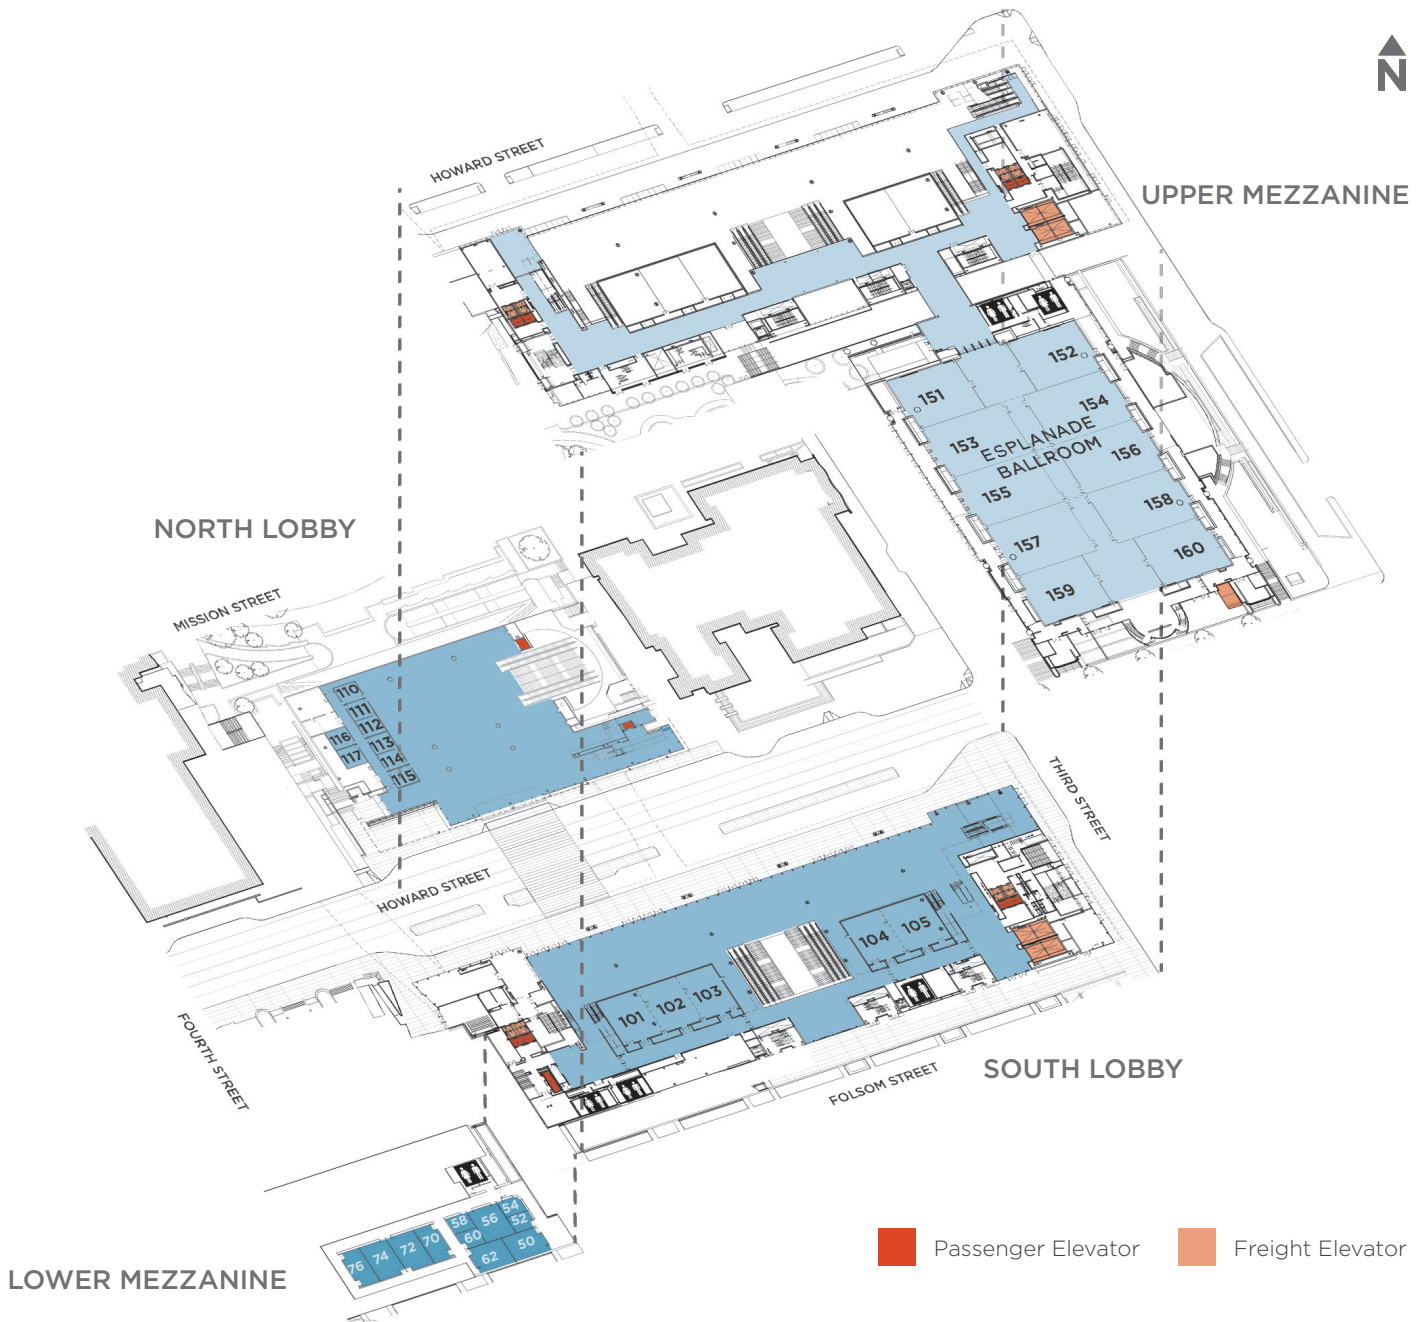 N
HOWARD STREET
UPPER MEZZANINE
152
151
154
153
ESPLANADE
BALLROOM
156
155
158
157
160
159
NORTH LOBBY
MISSION STREET
110
111
112
116
113
117
114
115
THIRD STREET
HOWARD STREET
105
104
103
102
101
FOURTH STREET
SOUTH LOBBY
FOLSOM STREET
54
58
56
52
60
50
62
70
72
74
76
LOWER MEZZANINE
Passenger Elevator
Freight Elevator